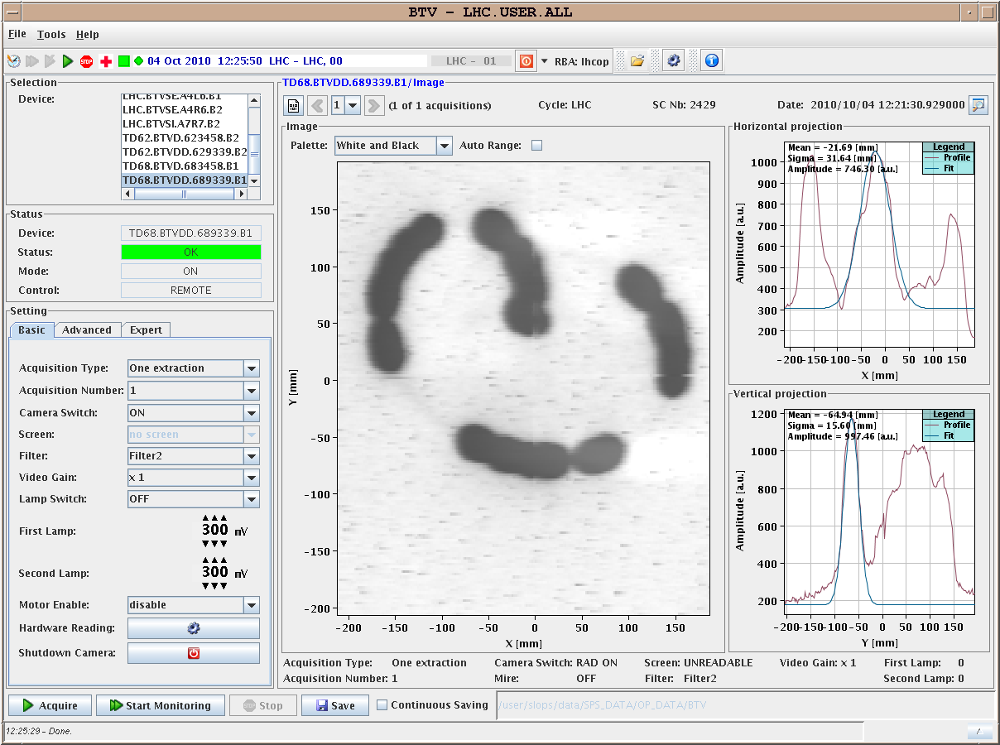 BTV - LHC.USER.ALL
File Tools Help
04 Oct 2010 12:25:50 LHC - LHC, 00
LHC - 01
RBA: lhcop
Selection
Device:
LHC.BTVSE.A4L6.B1
LHC.BTVSE.A4R6.B2
LHC.BTVSI.A7R7.B2
TD62.BTVD.623458.B2
TD62.BTVDD.629339.B2
TD68.BTVD.683458.B1
TD68.BTVDD.689339.B1
Status
Device: TD68.BTVDD.689339.B1
Status: OK
Mode: ON
Control: REMOTE
Setting
Basic Advanced Expert
Acquisition Type: One extraction
Acquisition Number: 1
Camera Switch: ON
Screen: no screen
Filter: Filter2
Video Gain: x 1
Lamp Switch: OFF
First Lamp: 300 mV
Second Lamp: 300 mV
Motor Enable: disable
Hardware Reading:
Shutdown Camera:
TD68.BTVDD.689339.B1/Image
1 (1 of 1 acquisitions) Cycle: LHC SC Nb: 2429 Date: 2010/10/04 12:21:30.929000
Image
Palette: White and Black Auto Range:
150
100
50
0
-50
-100
-150
-200
Y [mm]
-200 -150 -100 -50 0 50 100 150
X [mm]
Horizontal projection
Mean = -21.69 [mm]
Sigma = 31.64 [mm]
Amplitude = 746.30 [a.u.]
Legend
Profile
Fit
1000
900
800
700
600
500
400
300
200
Amplitude [a.u.]
-200 -150 -100 -50 0 50 100 150
X [mm]
Vertical projection
Mean = -64.94 [mm]
Sigma = 15.60 [mm]
Amplitude = 997.46 [a.u.]
Legend
Profile
Fit
1200
1000
800
600
400
200
Amplitude [a.u.]
-200 -150 -100 -50 0 50 100 150
Y [mm]
Acquisition Type: One extraction Camera Switch: RAD ON Screen: UNREADABLE Video Gain: x 1 First Lamp: 0
Acquisition Number: 1 Mire: OFF Filter: Filter2 Second Lamp: 0
Acquire Start Monitoring STOP Stop Save Continuous Saving /user/slops/data/SPS_DATA/OP_DATA/BTV
12:25:29 - Done.